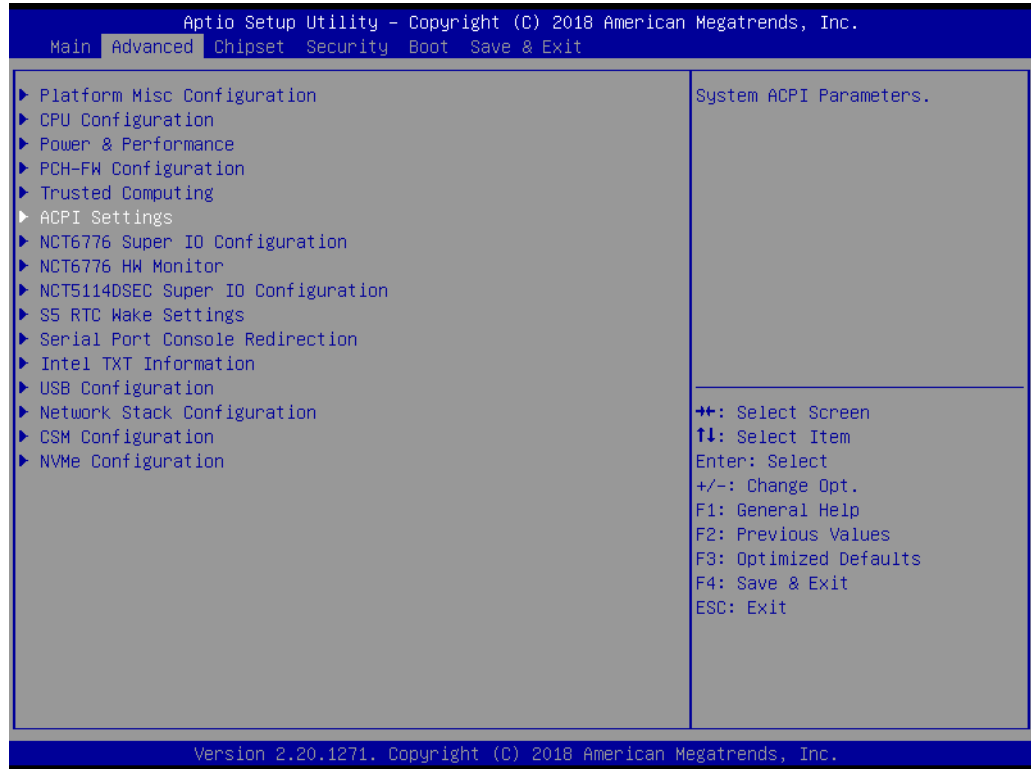 Aptio Setup Utility – Copyright (C) 2018 American Megatrends, Inc.
Main Advanced Chipset Security Boot Save & Exit
▶ Platform Misc Configuration
▶ CPU Configuration
▶ Power & Performance
▶ PCH-FW Configuration
▶ Trusted Computing
▶ ACPI Settings
▶ NCT6776 Super IO Configuration
▶ NCT6776 HW Monitor
▶ NCT5114DSEC Super IO Configuration
▶ S5 RTC Wake Settings
▶ Serial Port Console Redirection
▶ Intel TXT Information
▶ USB Configuration
▶ Network Stack Configuration
▶ CSM Configuration
▶ NVMe Configuration
System ACPI Parameters.
→←: Select Screen
↑↓: Select Item
Enter: Select
+/-: Change Opt.
F1: General Help
F2: Previous Values
F3: Optimized Defaults
F4: Save & Exit
ESC: Exit
Version 2.20.1271. Copyright (C) 2018 American Megatrends, Inc.